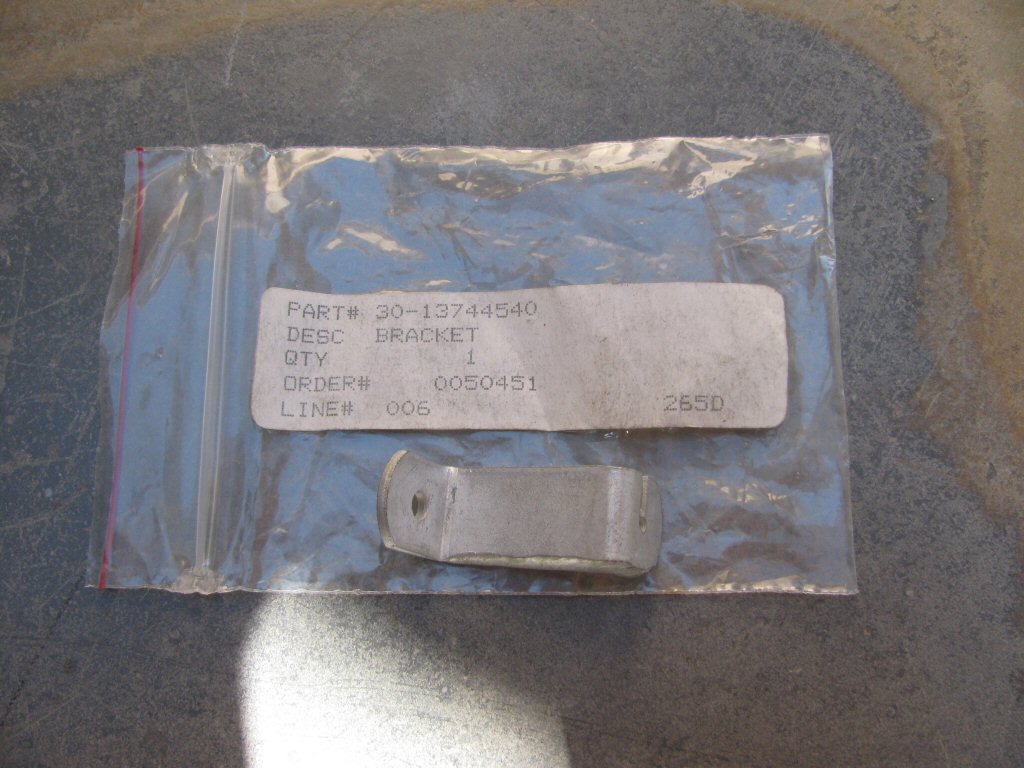 PART# 30-13744540
DESC BRACKET
QTY 1
ORDER# 0050451
LINE# 006 265D